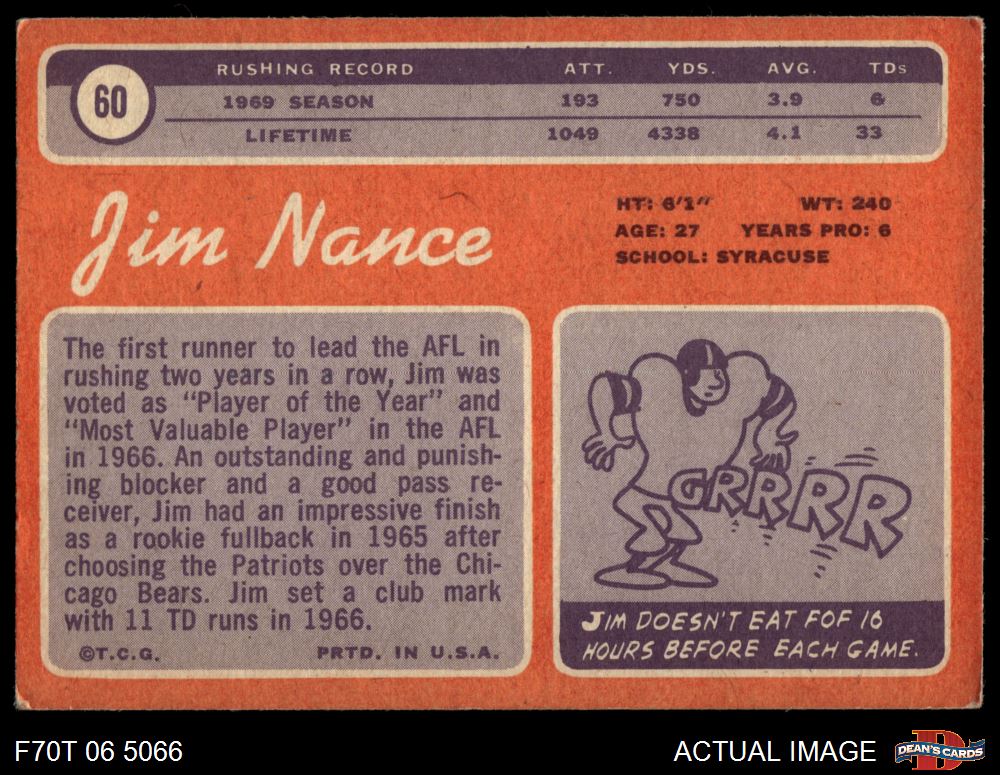 60
RUSHING RECORD ATT. YDS. AVG. TDs
1969 SEASON 193 750 3.9 6
LIFETIME 1049 4338 4.1 33
Jim Nance
HT: 6'1" WT: 240
AGE: 27 YEARS PRO: 6
SCHOOL: SYRACUSE
The first runner to lead the AFL in
rushing two years in a row, Jim was
voted as "Player of the Year" and
"Most Valuable Player" in the AFL
in 1966. An outstanding and punish-
ing blocker and a good pass re-
ceiver, Jim had an impressive finish
as a rookie fullback in 1965 after
choosing the Patriots over the Chi-
cago Bears. Jim set a club mark
with 11 TD runs in 1966.
©T.C.G. PRTD. IN U.S.A.
GRRRR
JIM DOESN'T EAT FOF 16
HOURS BEFORE EACH GAME.
F70T 06 5066
ACTUAL IMAGE
D
DEAN'S CARDS